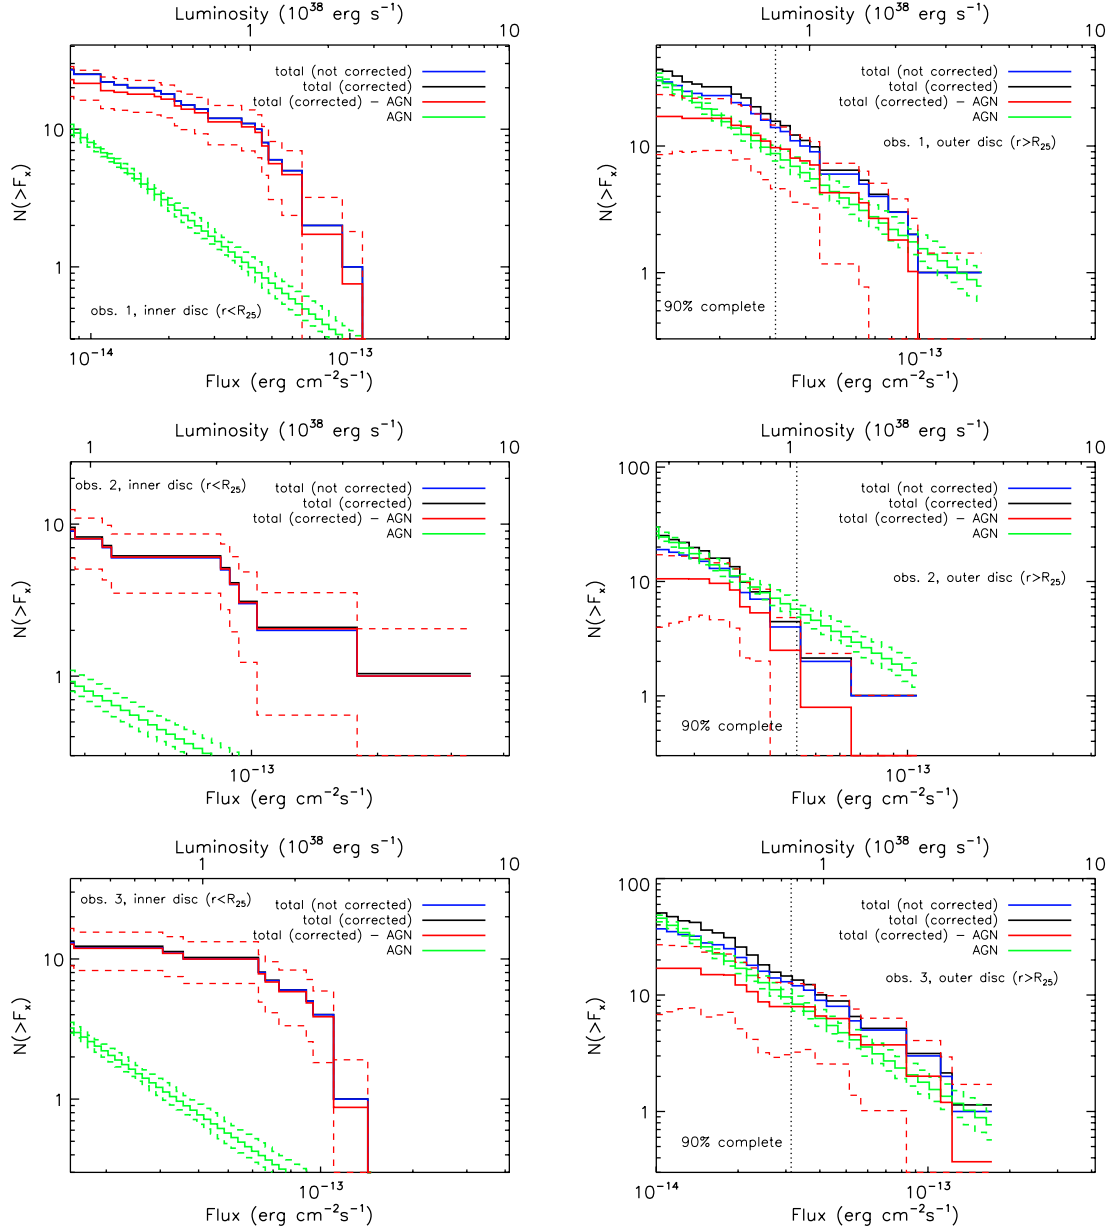 Luminosity (10^38 erg s^-1)
1
10
total (not corrected)
total (corrected)
total (corrected) − AGN
AGN
N(>F_x)
10
1
obs. 1, inner disc (r<R_25)
10^-14
10^-13
Flux (erg cm^-2s^-1)
Luminosity (10^38 erg s^-1)
1
10
total (not corrected)
total (corrected)
total (corrected) − AGN
AGN
obs. 1, outer disc (r>R_25)
N(>F_x)
10
1
90% complete
10^-13
Flux (erg cm^-2s^-1)
Luminosity (10^38 erg s^-1)
1
10
obs. 2, inner disc (r<R_25)
total (not corrected)
total (corrected)
total (corrected) − AGN
AGN
N(>F_x)
10
1
10^-13
Flux (erg cm^-2s^-1)
Luminosity (10^38 erg s^-1)
1
10
100
total (not corrected)
total (corrected)
total (corrected) − AGN
AGN
obs. 2, outer disc (r>R_25)
N(>F_x)
10
1
90% complete
10^-13
Flux (erg cm^-2s^-1)
Luminosity (10^38 erg s^-1)
1
10
obs. 3, inner disc (r<R_25)
total (not corrected)
total (corrected)
total (corrected) − AGN
AGN
N(>F_x)
10
1
10^-13
Flux (erg cm^-2s^-1)
Luminosity (10^38 erg s^-1)
1
10
100
total (not corrected)
total (corrected)
total (corrected) − AGN
AGN
obs. 3, outer disc (r>R_25)
N(>F_x)
10
1
90% complete
10^-14
10^-13
Flux (erg cm^-2s^-1)